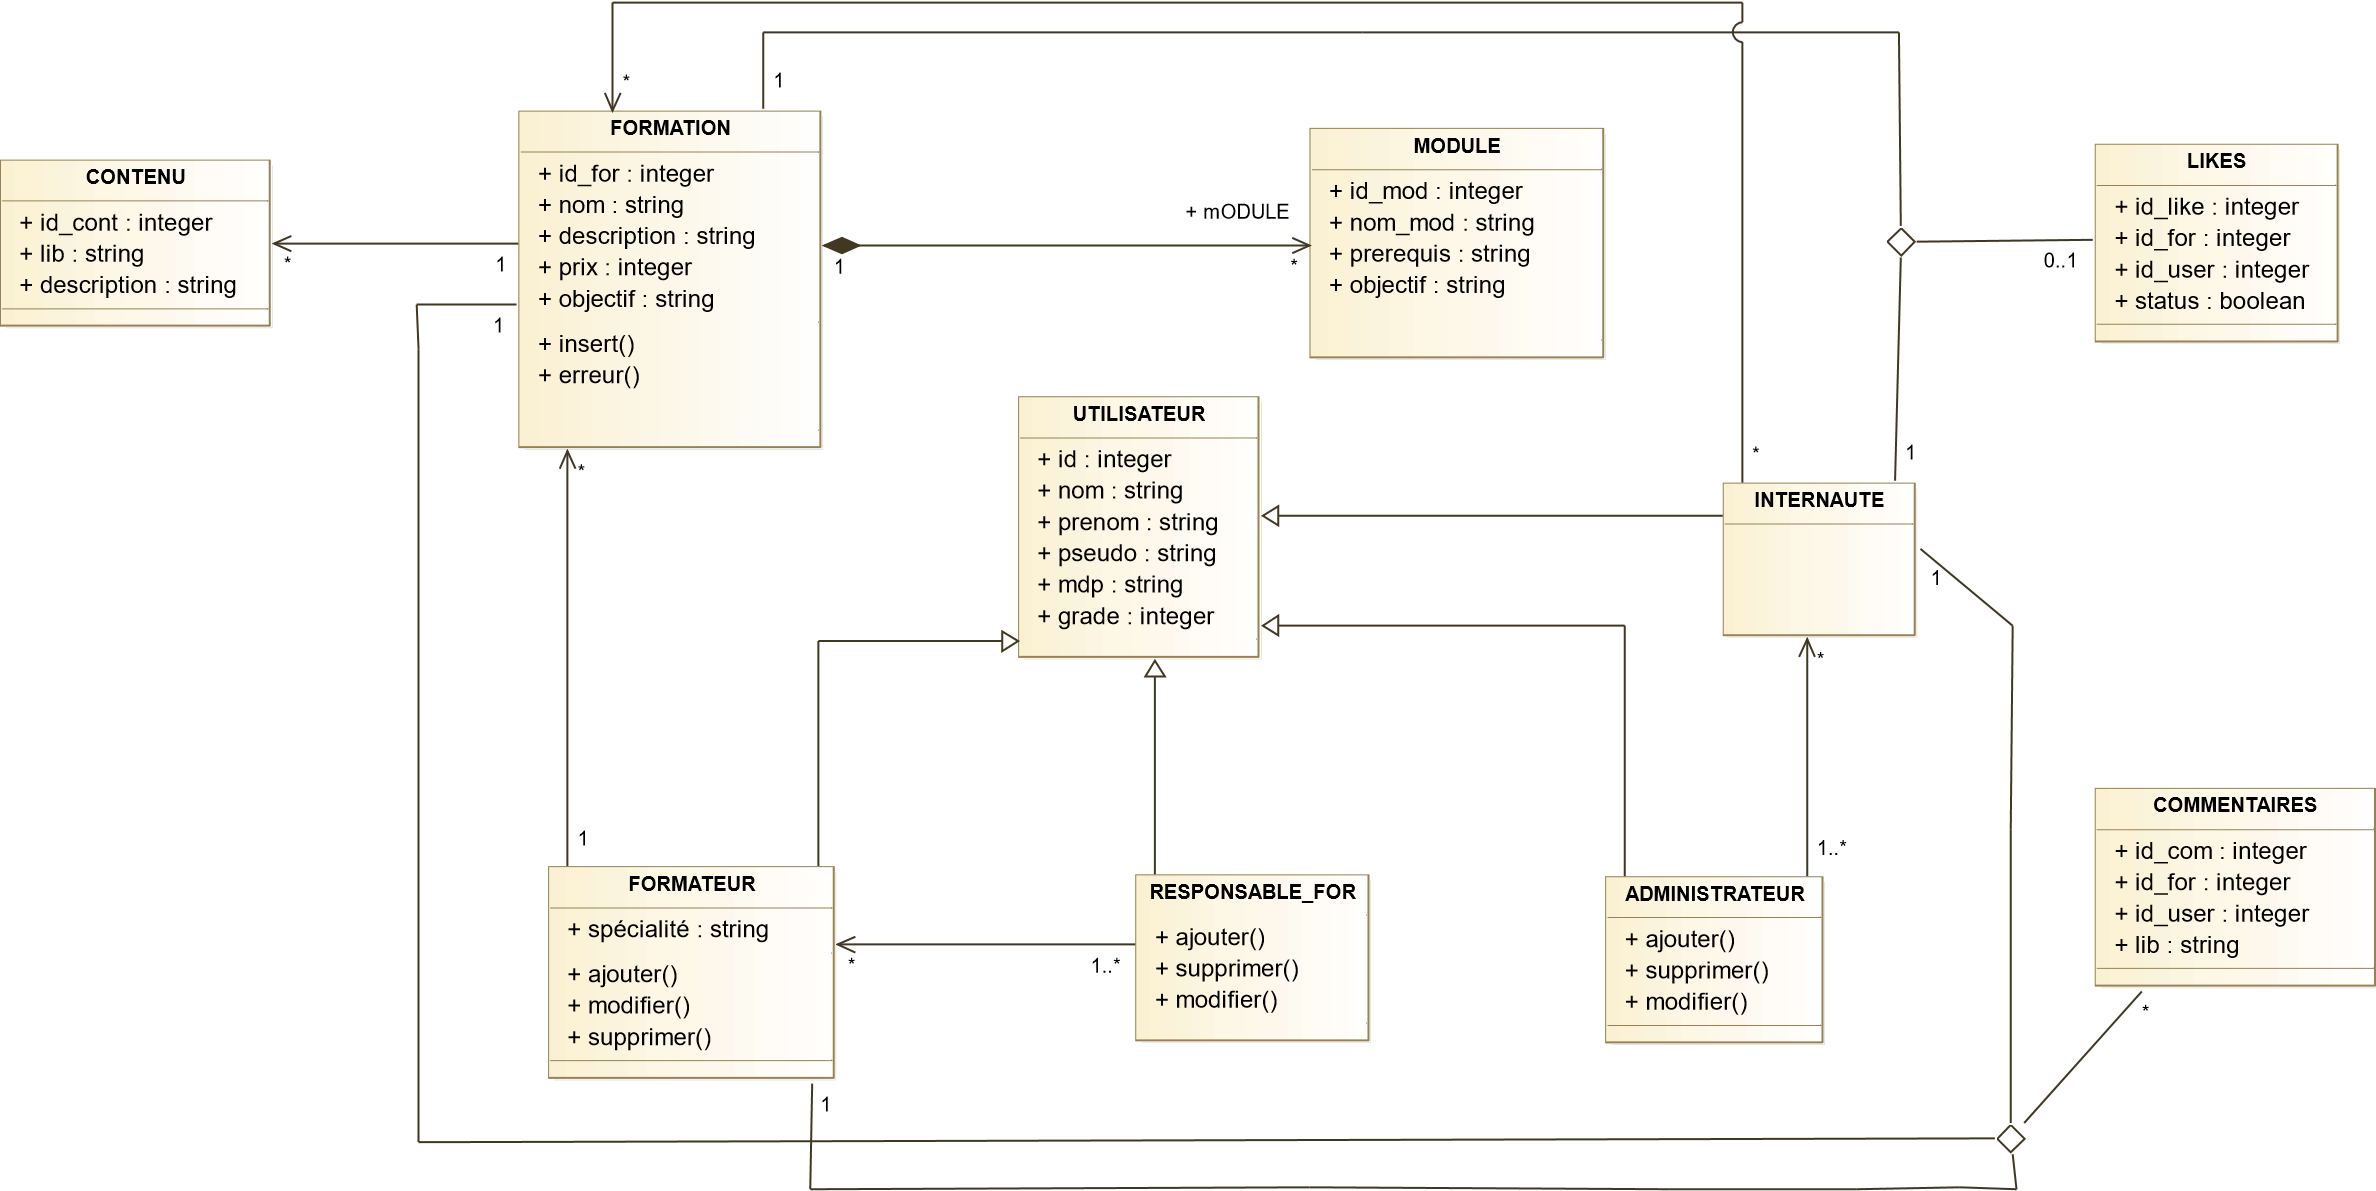 *
1
FORMATION
+ id_for : integer
+ nom : string
+ description : string
+ prix : integer
+ objectif : string
+ insert()
+ erreur()
CONTENU
+ id_cont : integer
+ lib : string
+ description : string
*
1
1
1
+ mODULE
*
MODULE
+ id_mod : integer
+ nom_mod : string
+ prerequis : string
+ objectif : string
LIKES
+ id_like : integer
+ id_for : integer
+ id_user : integer
+ status : boolean
0..1
*
1
*
UTILISATEUR
+ id : integer
+ nom : string
+ prenom : string
+ pseudo : string
+ mdp : string
+ grade : integer
INTERNAUTE
1
*
1
1..*
FORMATEUR
+ spécialité : string
+ ajouter()
+ modifier()
+ supprimer()
*
1..*
RESPONSABLE_FOR
+ ajouter()
+ supprimer()
+ modifier()
ADMINISTRATEUR
+ ajouter()
+ supprimer()
+ modifier()
COMMENTAIRES
+ id_com : integer
+ id_for : integer
+ id_user : integer
+ lib : string
*
1